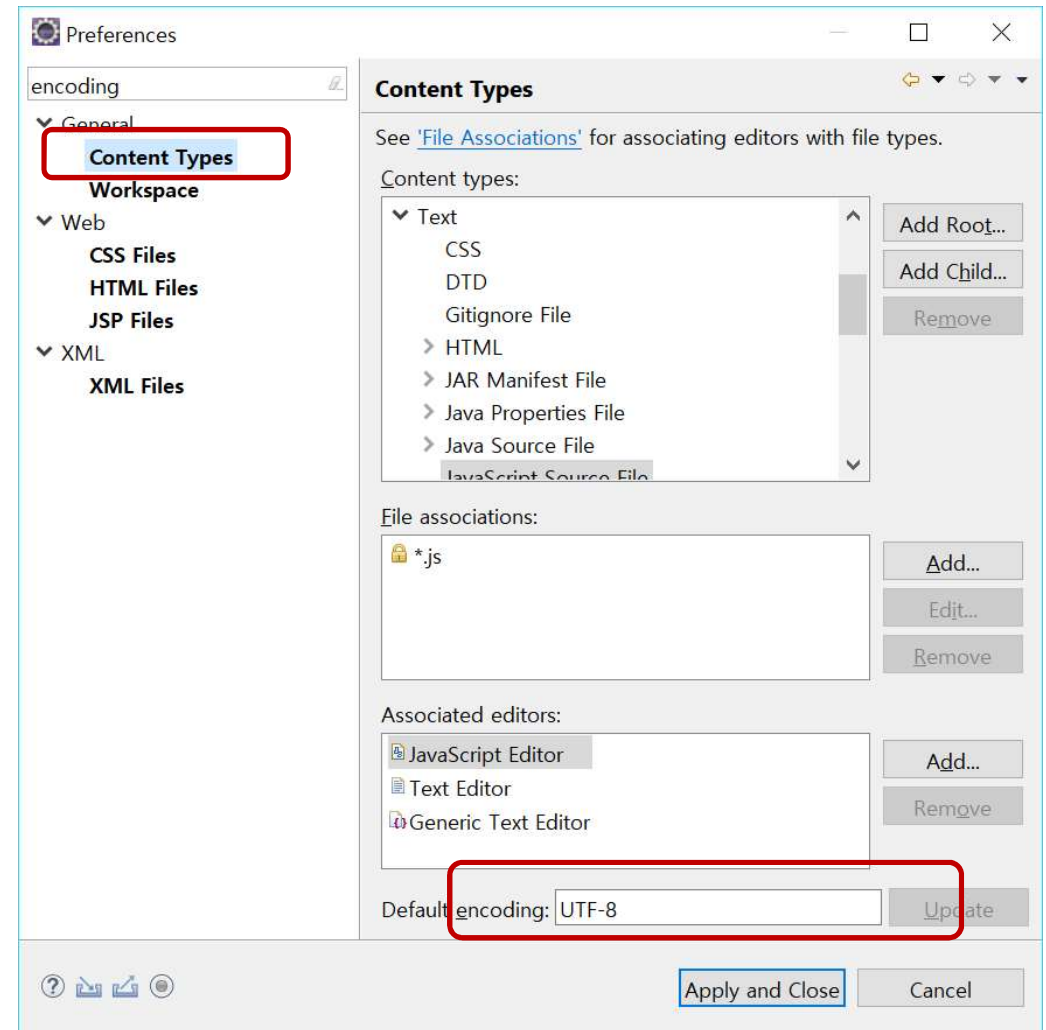 Preferences
encoding
General
Content Types
Workspace
Web
CSS Files
HTML Files
JSP Files
XML
XML Files
Content Types
See 'File Associations' for associating editors with file types.
Content types:
Text
CSS
DTD
Gitignore File
HTML
JAR Manifest File
Java Properties File
Java Source File
JavaScript Source File
Add Root...
Add Child...
Remove
File associations:
*.js
Add...
Edit...
Remove
Associated editors:
JavaScript Editor
Text Editor
Generic Text Editor
Add...
Remove
Default encoding: UTF-8 Update
Apply and Close Cancel